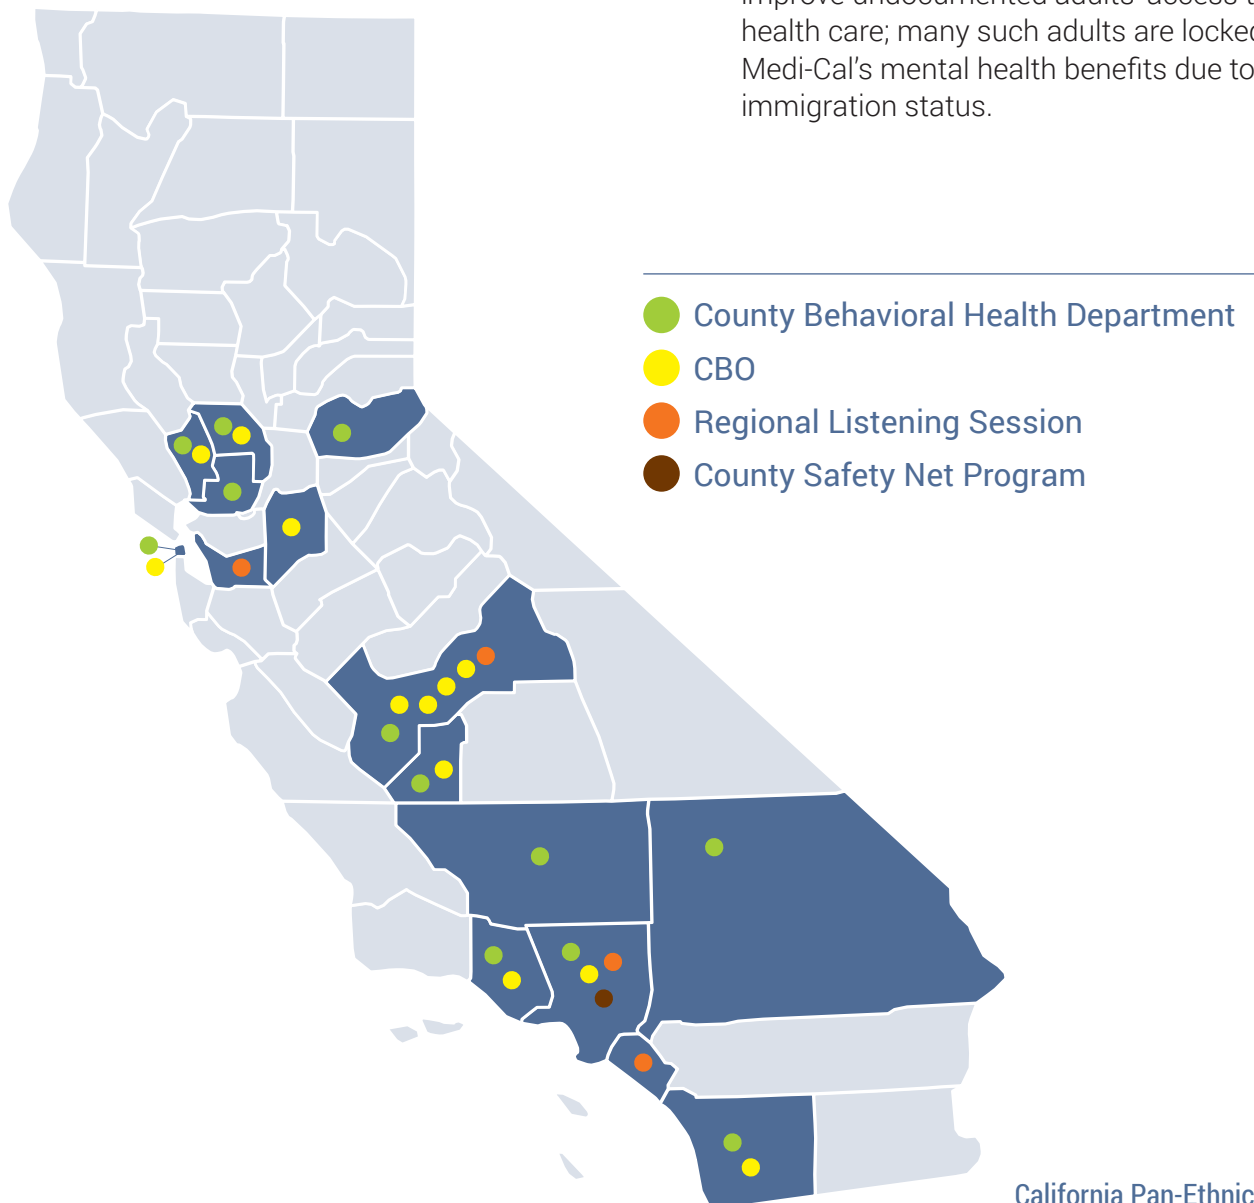 health care; many such adults are locked
Medi-Cal's mental health benefits due to
immigration status.
County Behavioral Health Department
CBO
Regional Listening Session
County Safety Net Program
California Pan-Ethnic